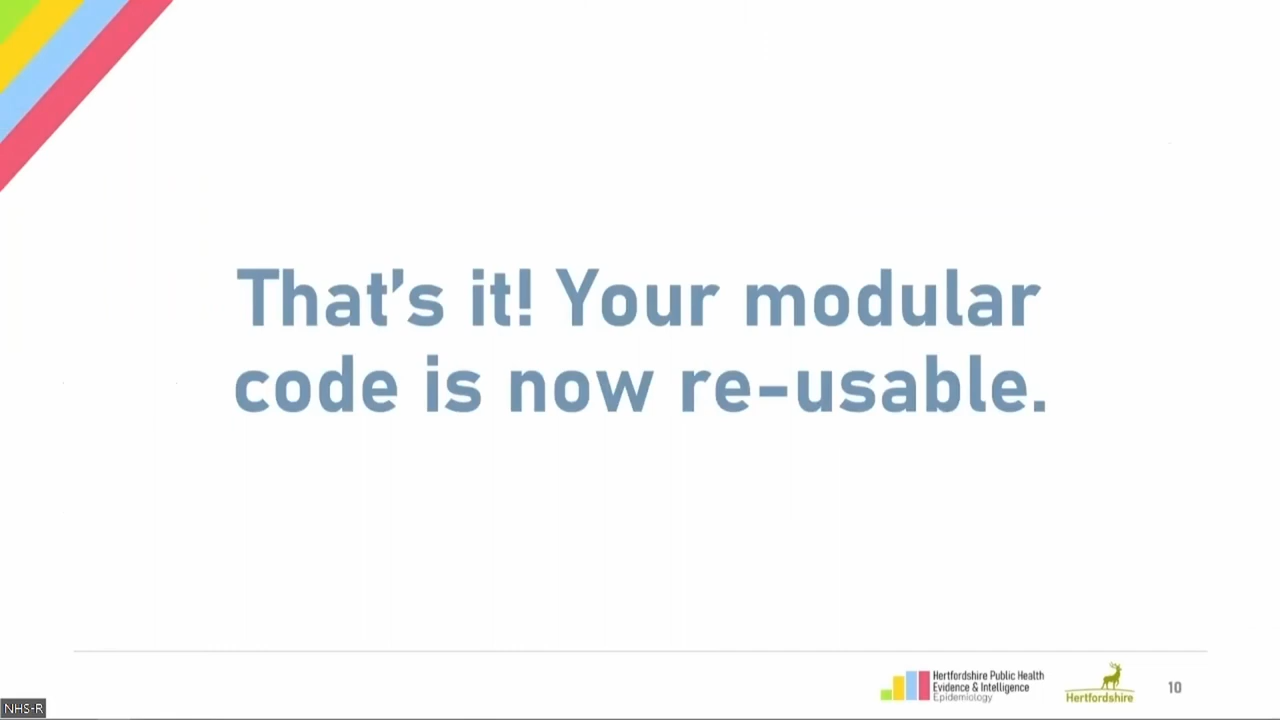 That's it! Your modular
code is now re-usable.
Hertfordshire Public Health
Evidence & Intelligence
Epidemiology
Hertfordshire
10
NHS-R